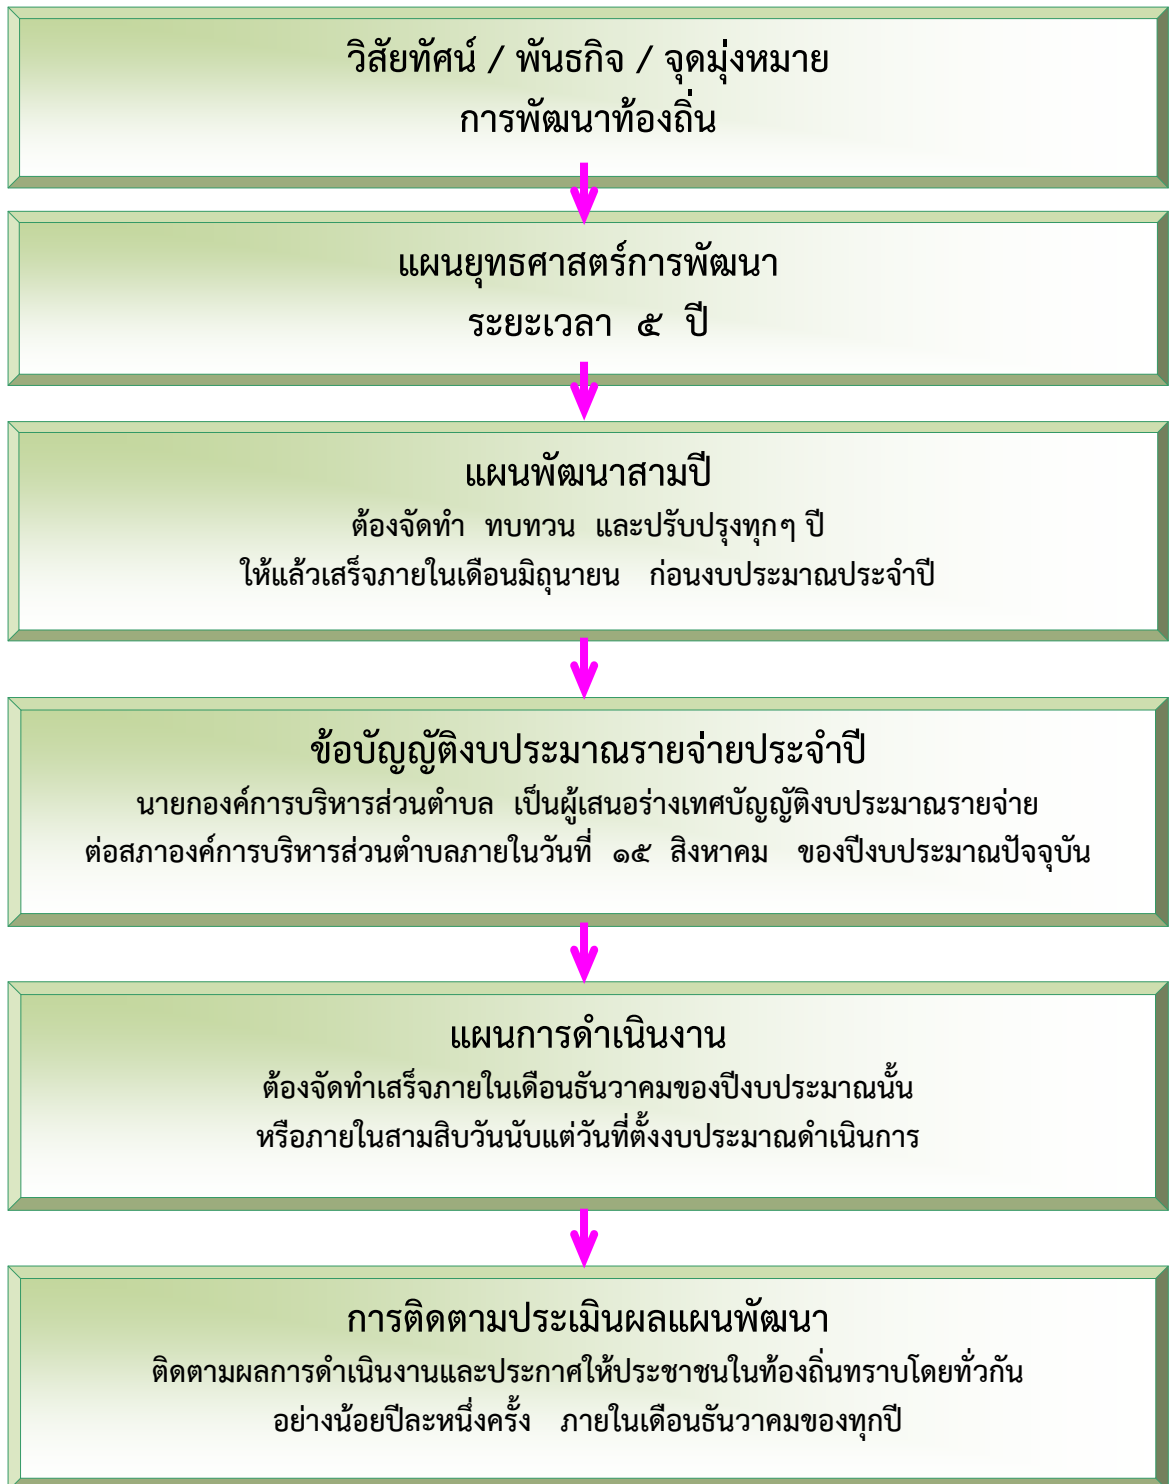 วิสัยทัศน์ / พันธกิจ / จุดมุ่งหมาย
การพัฒนาท้องถิ่น
แผนยุทธศาสตร์การพัฒนา
ระยะเวลา ๕ ปี
แผนพัฒนาสามปี
ต้องจัดทำ ทบทวน และปรับปรุงทุกๆ ปี
ให้แล้วเสร็จภายในเดือนมิถุนายน ก่อนงบประมาณประจำปี
ข้อบัญญัติงบประมาณรายจ่ายประจำปี
นายกองค์การบริหารส่วนตำบล เป็นผู้เสนอร่างเทศบัญญัติงบประมาณรายจ่าย
ต่อสภาองค์การบริหารส่วนตำบลภายในวันที่ ๑๕ สิงหาคม ของปีงบประมาณปัจจุบัน
แผนการดำเนินงาน
ต้องจัดทำเสร็จภายในเดือนธันวาคมของปีงบประมาณนั้น
หรือภายในสามสิบวันนับแต่วันที่ตั้งงบประมาณดำเนินการ
การติดตามประเมินผลแผนพัฒนา
ติดตามผลการดำเนินงานและประกาศให้ประชาชนในท้องถิ่นทราบโดยทั่วกัน
อย่างน้อยปีละหนึ่งครั้ง ภายในเดือนธันวาคมของทุกปี